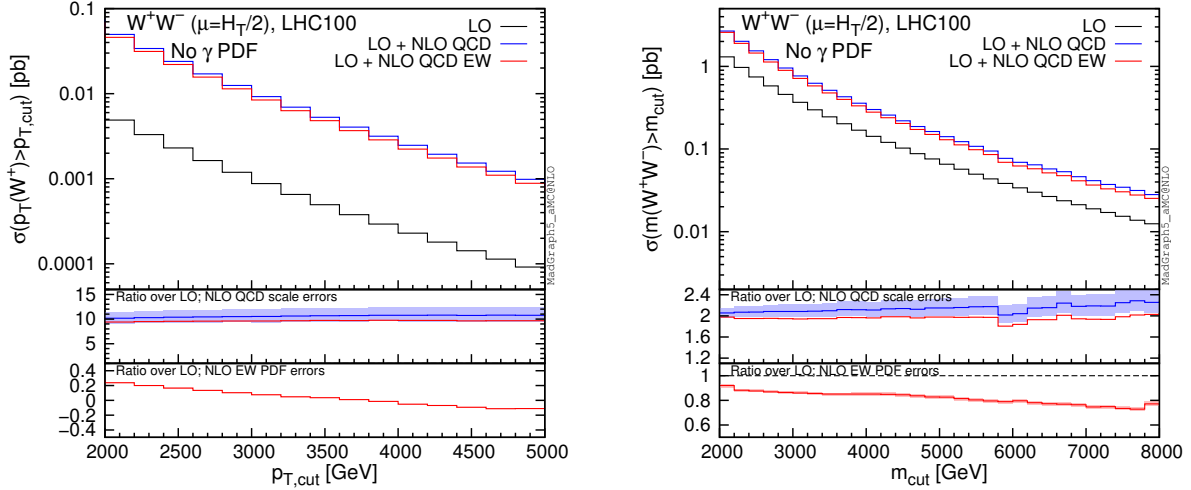 W⁺W⁻ (μ=H_T/2), LHC100
No γ PDF
LO
LO + NLO QCD
LO + NLO QCD EW
σ(p_T(W⁺)>p_T,cut) [pb]
0.1
0.01
0.001
0.0001
MadGraph5_aMC@NLO
Ratio over LO; NLO QCD scale errors
15
10
5
Ratio over LO; NLO EW PDF errors
0.4
0.2
0
−0.2
−0.4
2000 2500 3000 3500 4000 4500 5000
p_T,cut [GeV]
W⁺W⁻ (μ=H_T/2), LHC100
No γ PDF
LO
LO + NLO QCD
LO + NLO QCD EW
σ(m(W⁺W⁻)>m_cut) [pb]
1
0.1
0.01
MadGraph5_aMC@NLO
Ratio over LO; NLO QCD scale errors
2.4
2
1.6
1.2
Ratio over LO; NLO EW PDF errors
1
0.8
0.6
2000 3000 4000 5000 6000 7000 8000
m_cut [GeV]